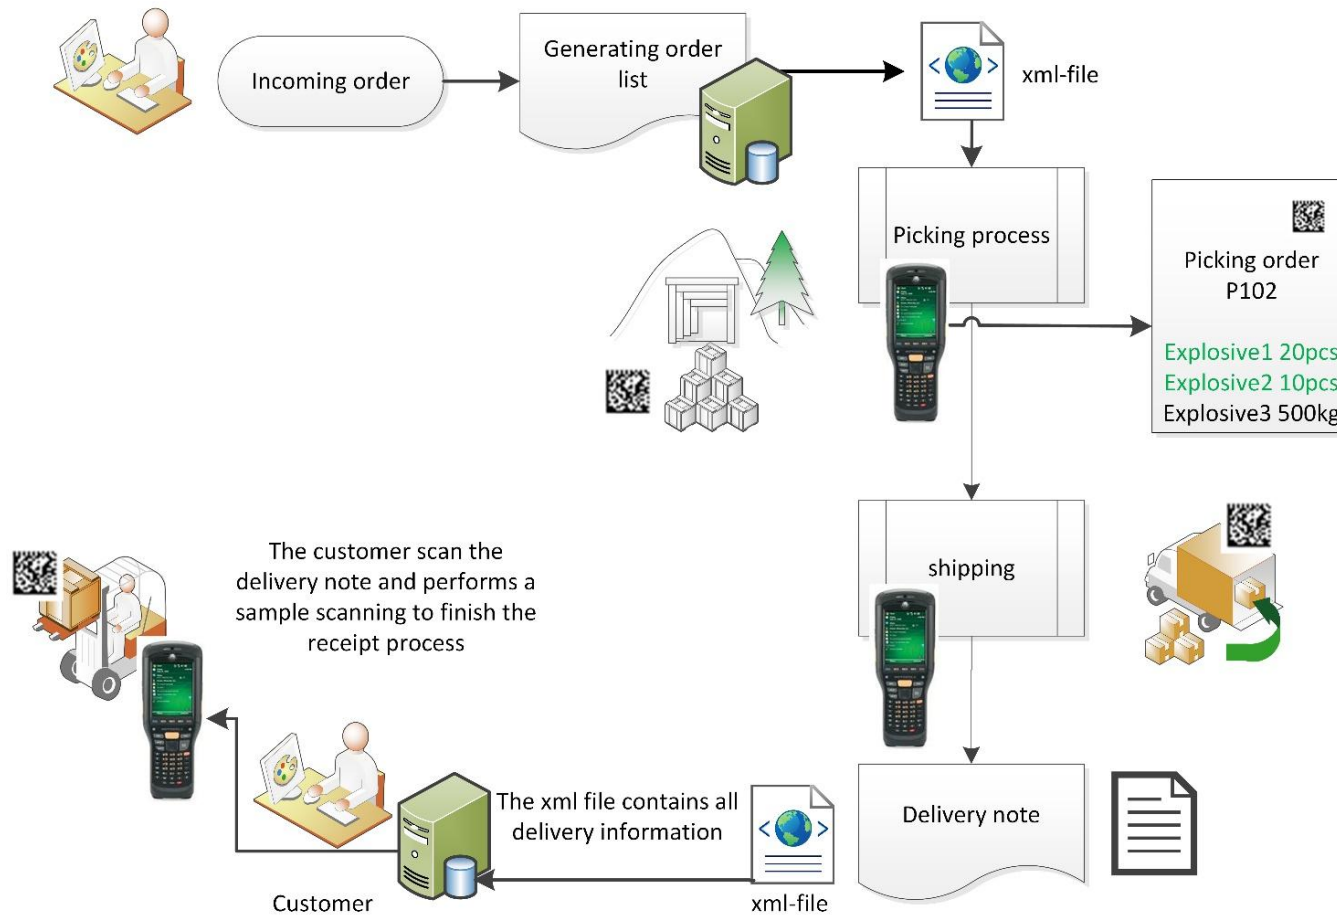 Incoming order
Generating order
list
xml-file
Picking process
Picking order
P102
Explosive1 20pcs
Explosive2 10pcs
Explosive3 500kg
shipping
The customer scan the
delivery note and performs a
sample scanning to finish the
receipt process
Delivery note
The xml file contains all
delivery information
Customer
xml-file